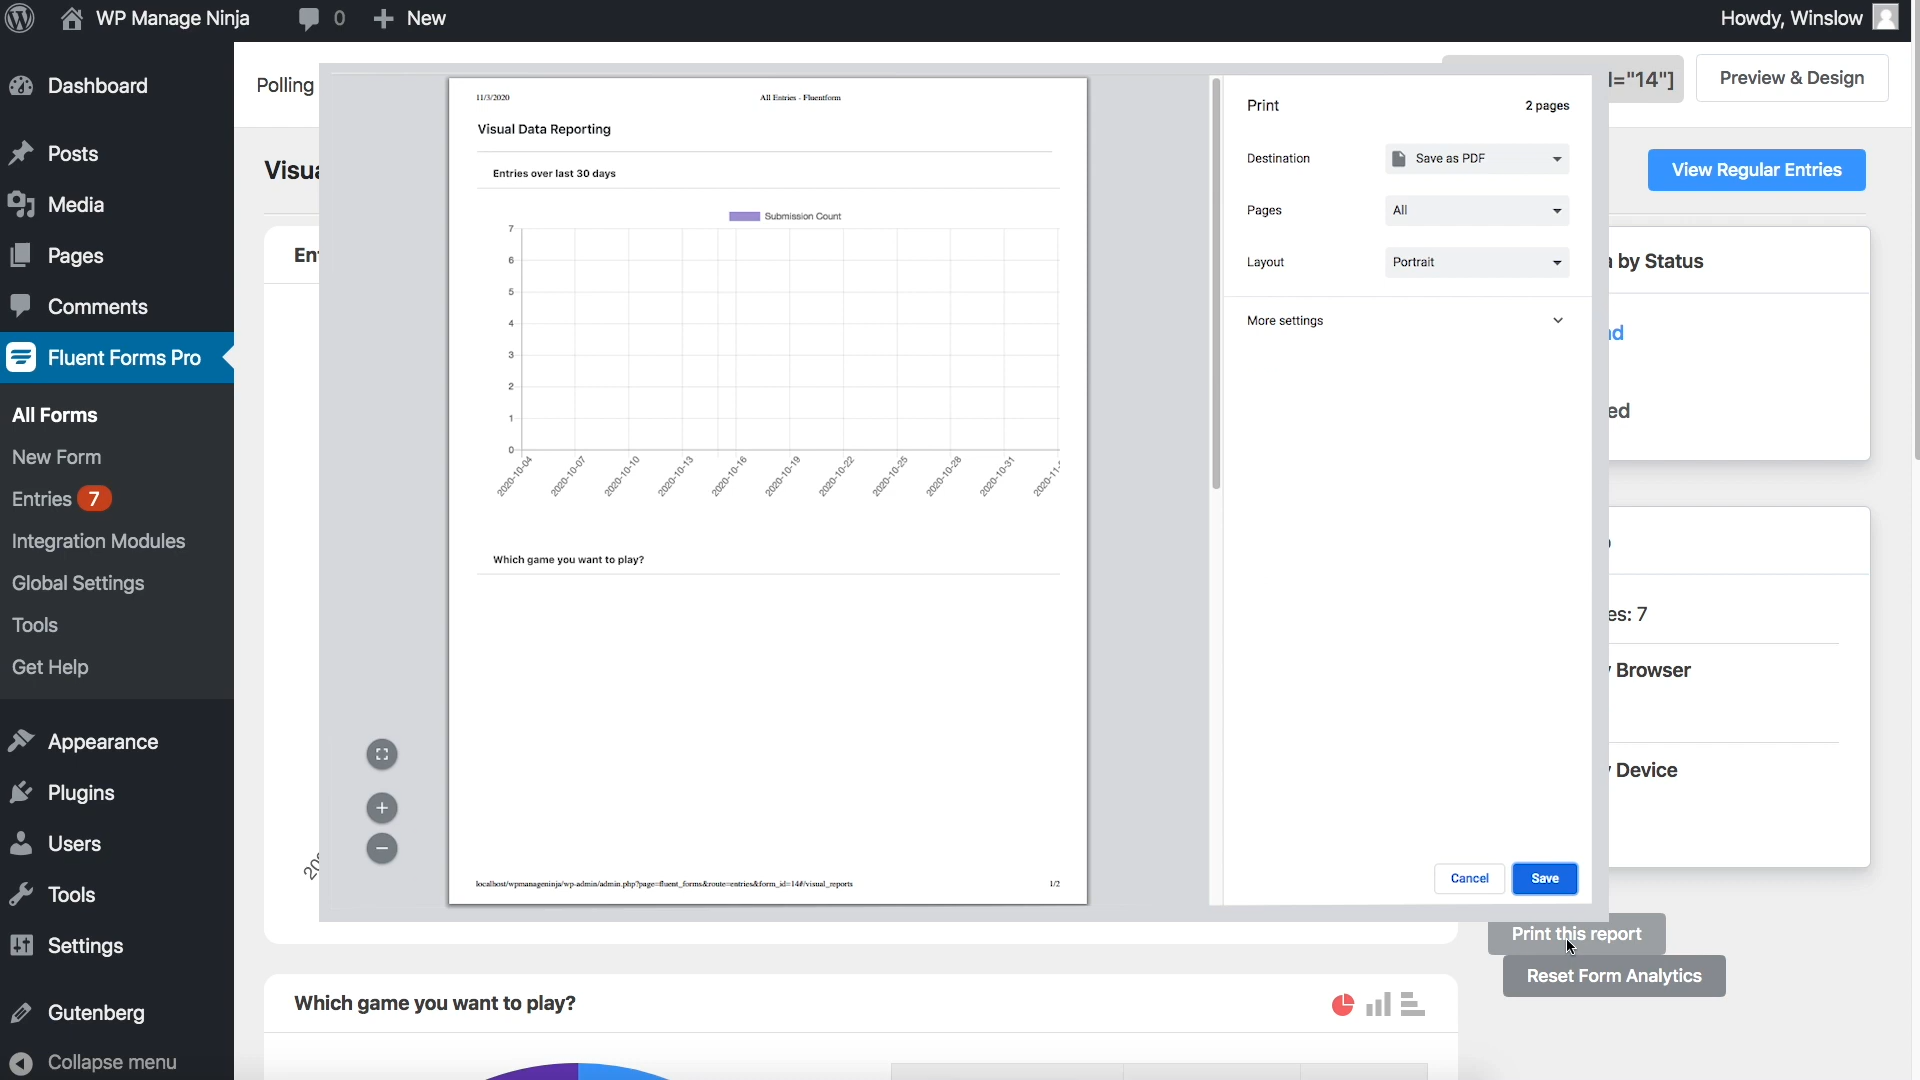 WP Manage Ninja
0
New
Howdy, Winslow
Dashboard
Posts
Media
Pages
Comments
Fluent Forms Pro
All Forms
New Form
Entries 7
Integration Modules
Global Settings
Tools
Get Help
Appearance
Plugins
Users
Tools
Settings
Gutenberg
Collapse menu
Polling
="14"]
Preview & Design
View Regular Entries
by Status
es: 7
Browser
Device
11/3/2020
All Entries - Fluentform
Visual Data Reporting
Entries over last 30 days
Submission Count
7
6
5
4
3
2
1
0
2020-10-04
2020-10-07
2020-10-10
2020-10-13
2020-10-16
2020-10-19
2020-10-22
2020-10-25
2020-10-28
2020-10-31
2020-11-
Which game you want to play?
localhost/wpmanageninja/wp-admin/admin.php?page=fluent_forms&route=entries&form_id=14#/visual_reports
1/2
Print
2 pages
Destination
Save as PDF
Pages
All
Layout
Portrait
More settings
Cancel
Save
Print this report
Reset Form Analytics
Which game you want to play?